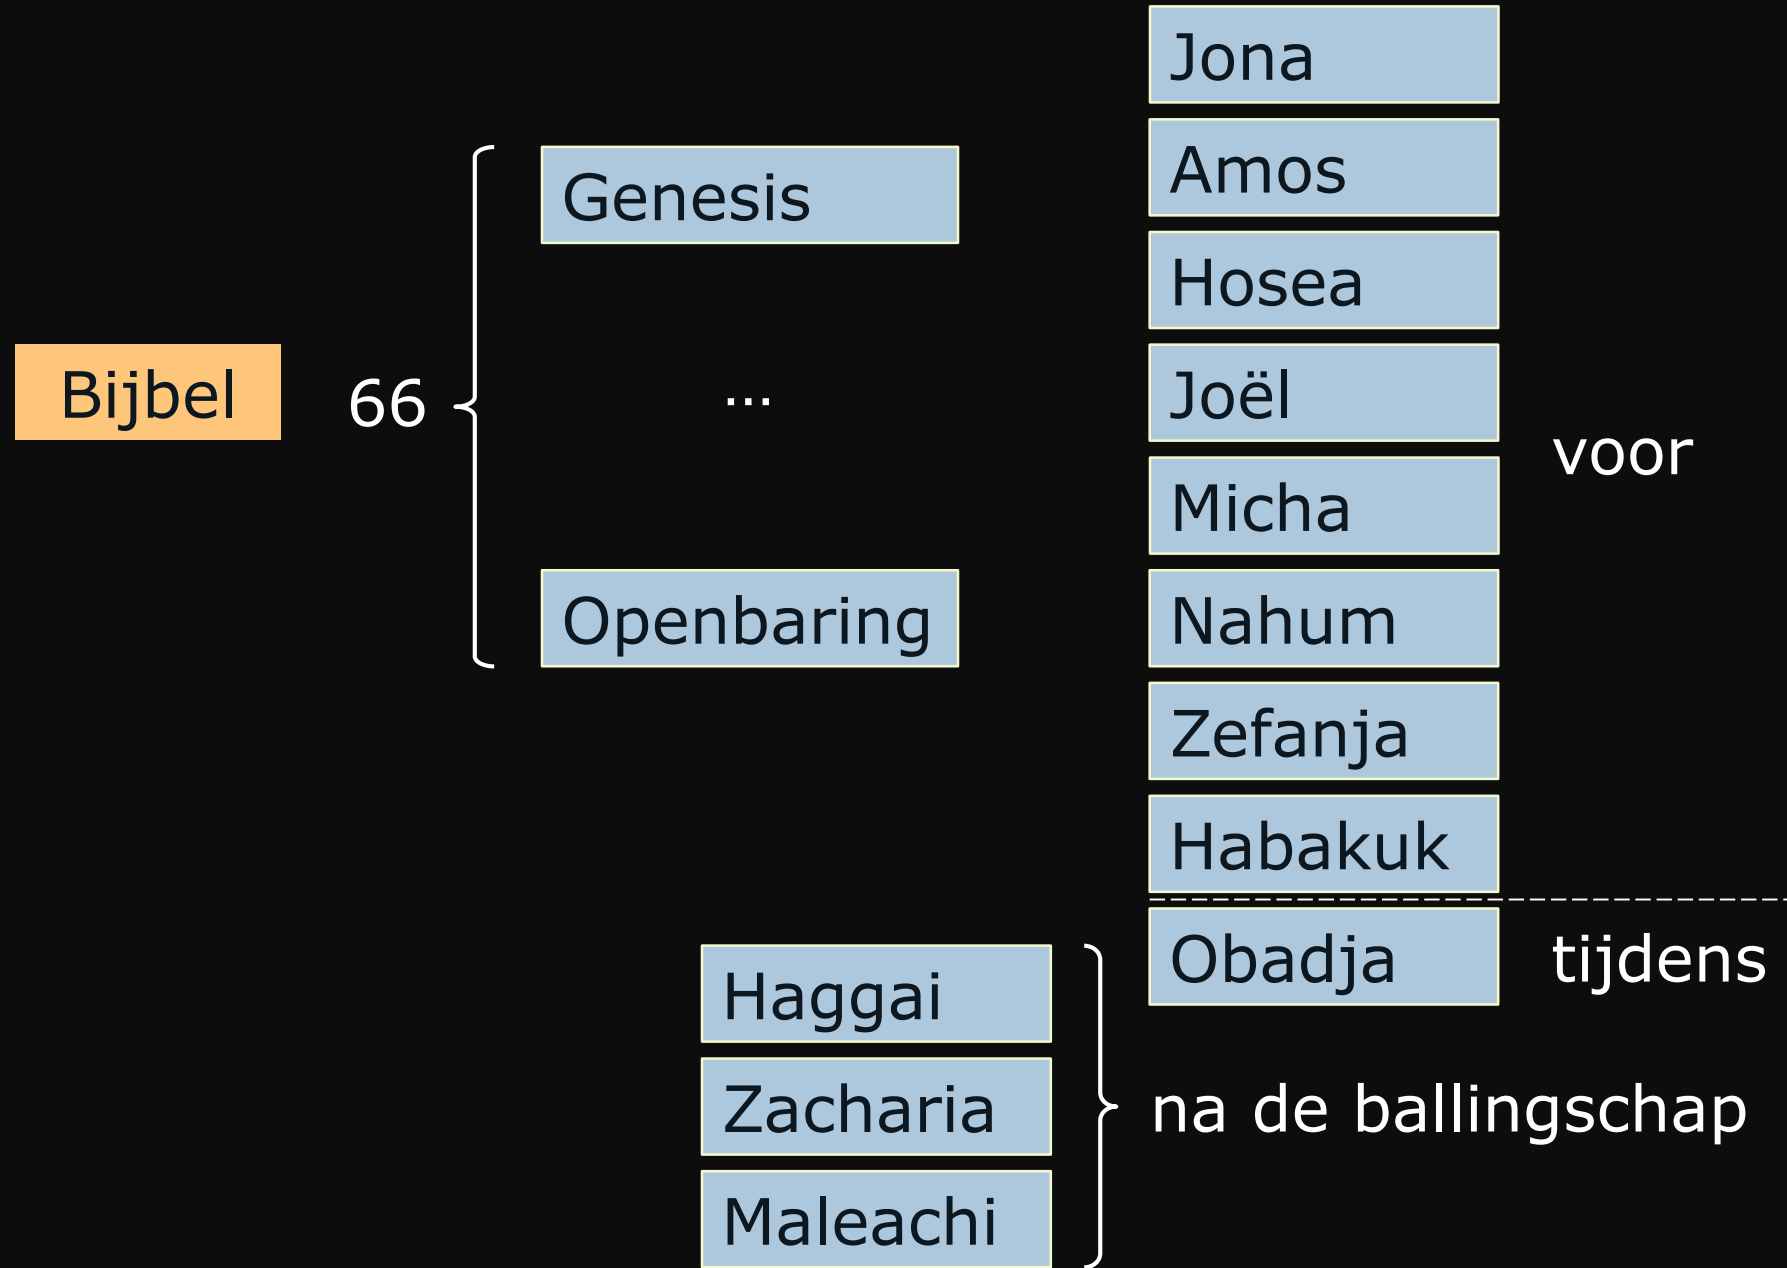 Bijbel
66
Genesis
...
Openbaring
Jona
Amos
Hosea
Joël
Micha
Nahum
Zefanja
Habakuk
voor
Obadja
tijdens
Haggai
Zacharia
Maleachi
na de ballingschap